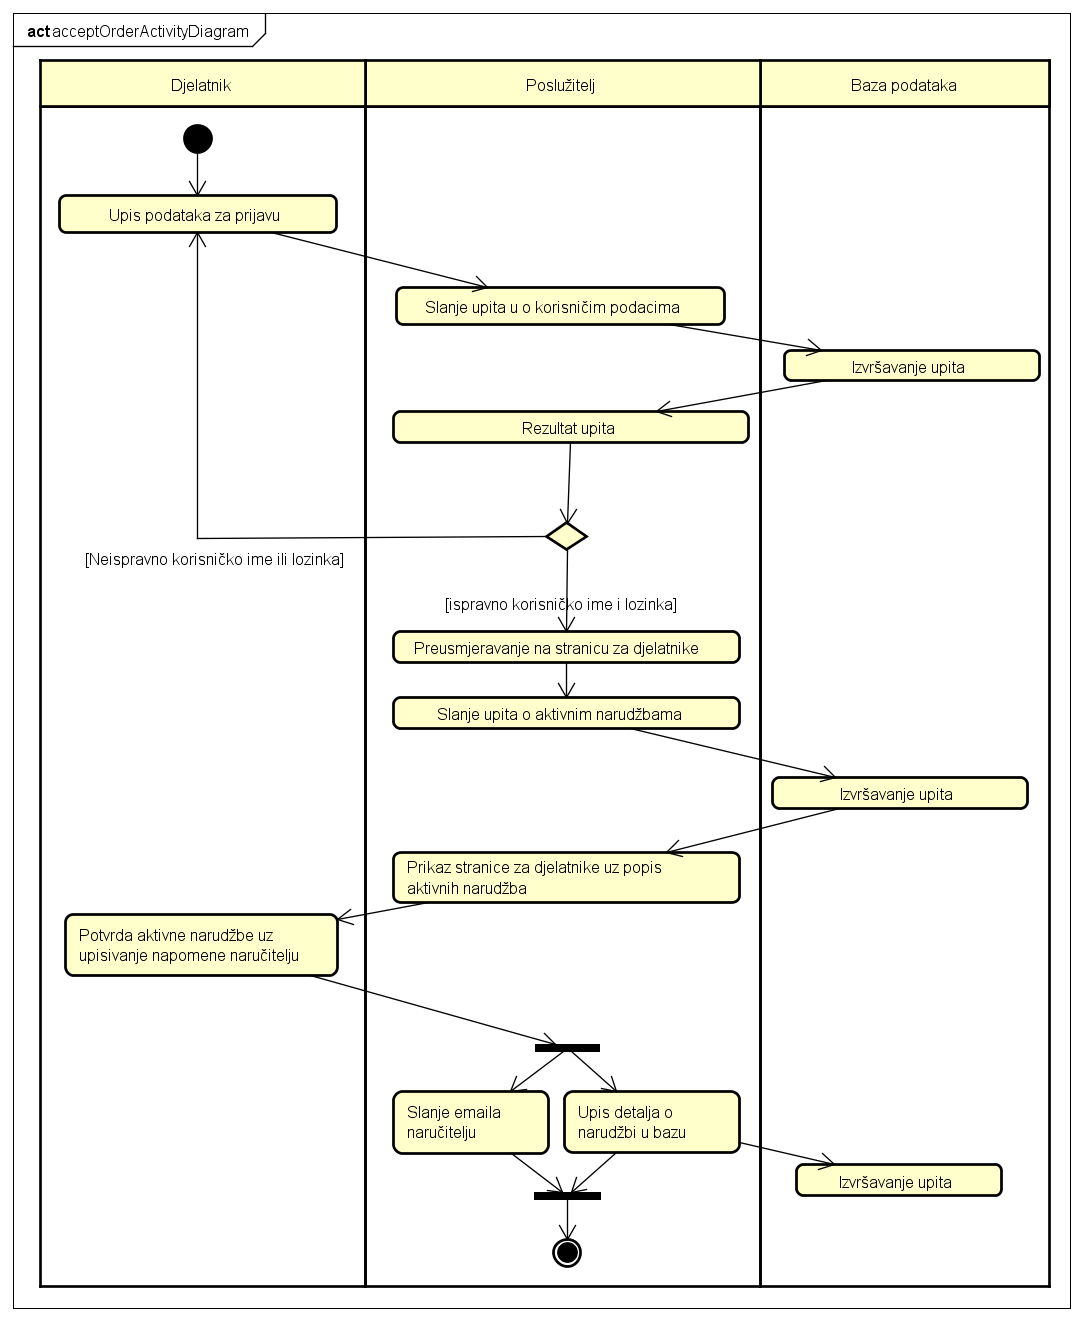 act acceptOrderActivityDiagram
Djelatnik
Poslužitelj
Baza podataka
Upis podataka za prijavu
Slanje upita u o korisničim podacima
Izvršavanje upita
Rezultat upita
[Neispravno korisničko ime ili lozinka]
[ispravno korisničko ime i lozinka]
Preusmjeravanje na stranicu za djelatnike
Slanje upita o aktivnim narudžbama
Izvršavanje upita
Prikaz stranice za djelatnike uz popis
aktivnih narudžba
Potvrda aktivne narudžbe uz
upisivanje napomene naručitelju
Slanje emaila
naručitelju
Upis detalja o
narudžbi u bazu
Izvršavanje upita